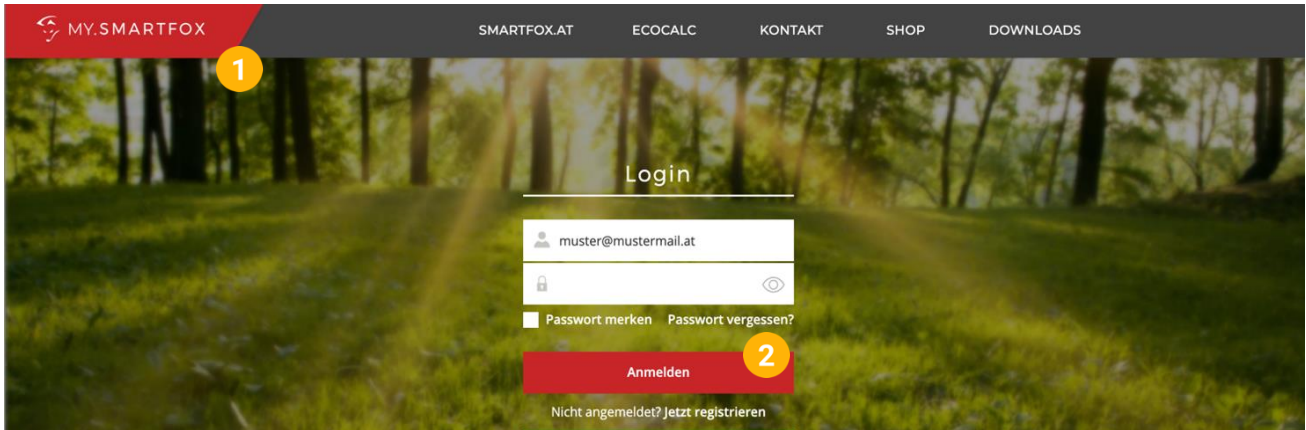 MY.SMARTFOX SMARTFOX.AT ECOCALC KONTAKT SHOP DOWNLOADS
1
Login
muster@mustermail.at
Passwort merken Passwort vergessen?
2
Anmelden
Nicht angemeldet? Jetzt registrieren